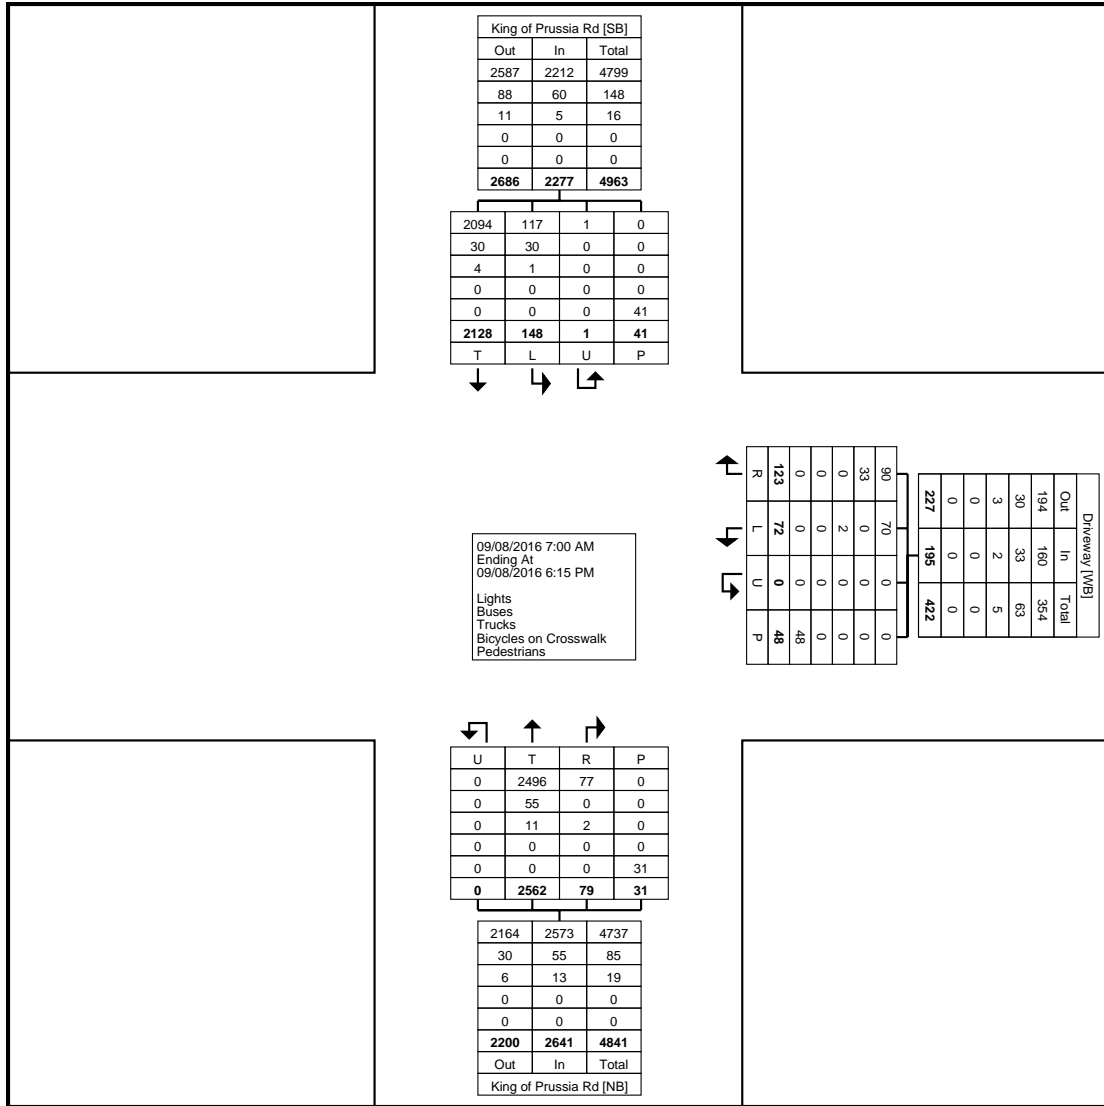 King of Prussia Rd [SB]
Out In Total
2587 2212 4799
88 60 148
11 5 16
0 0 0
0 0 0
2686 2277 4963
2094 117 1 0
30 30 0 0
4 1 0 0
0 0 0 0
0 0 0 41
2128 148 1 41
T L U P
Driveway [WB]
Out In Total
194 160 354
30 33 63
3 2 5
0 0 0
0 0 0
227 195 422
90 70 0 0
33 0 0 0
0 2 0 0
0 0 0 0
0 0 0 48
123 72 0 48
R L U P
09/08/2016 7:00 AM
Ending At
09/08/2016 6:15 PM
Lights
Buses
Trucks
Bicycles on Crosswalk
Pedestrians
U T R P
0 2496 77 0
0 55 0 0
0 11 2 0
0 0 0 0
0 0 0 31
0 2562 79 31
2164 2573 4737
30 55 85
6 13 19
0 0 0
0 0 0
2200 2641 4841
Out In Total
King of Prussia Rd [NB]